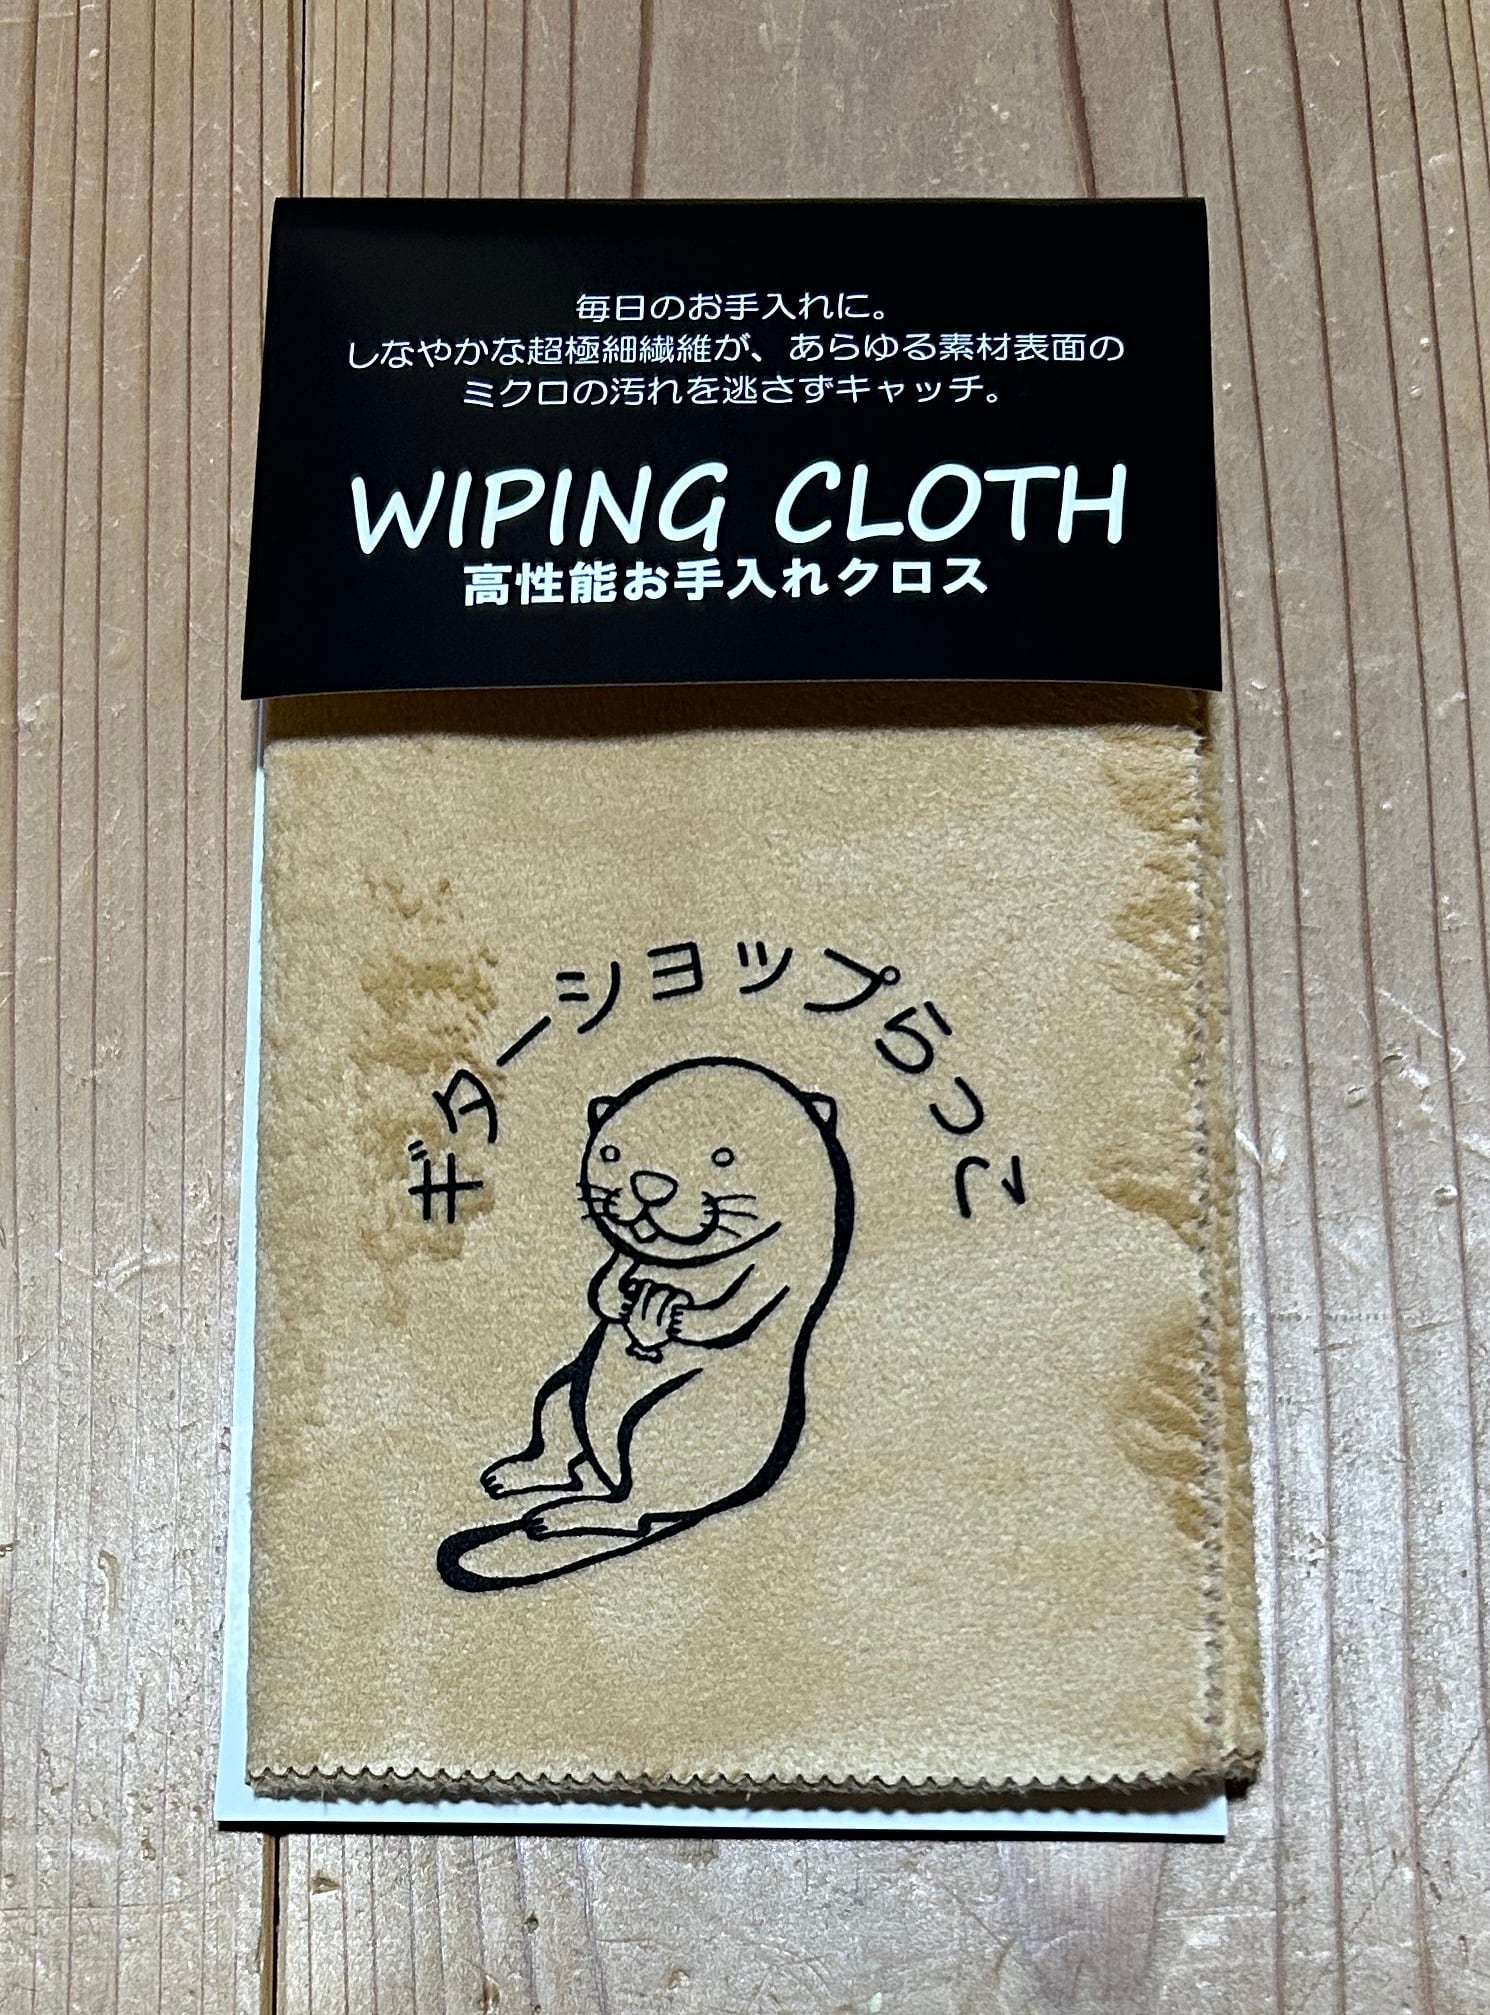 毎日のお手入れに。
しなやかな超極細繊維が、あらゆる素材表面の
ミクロの汚れを逃さずキャッチ。
WIPING CLOTH
高性能お手入れクロス
ギターショップらっこ